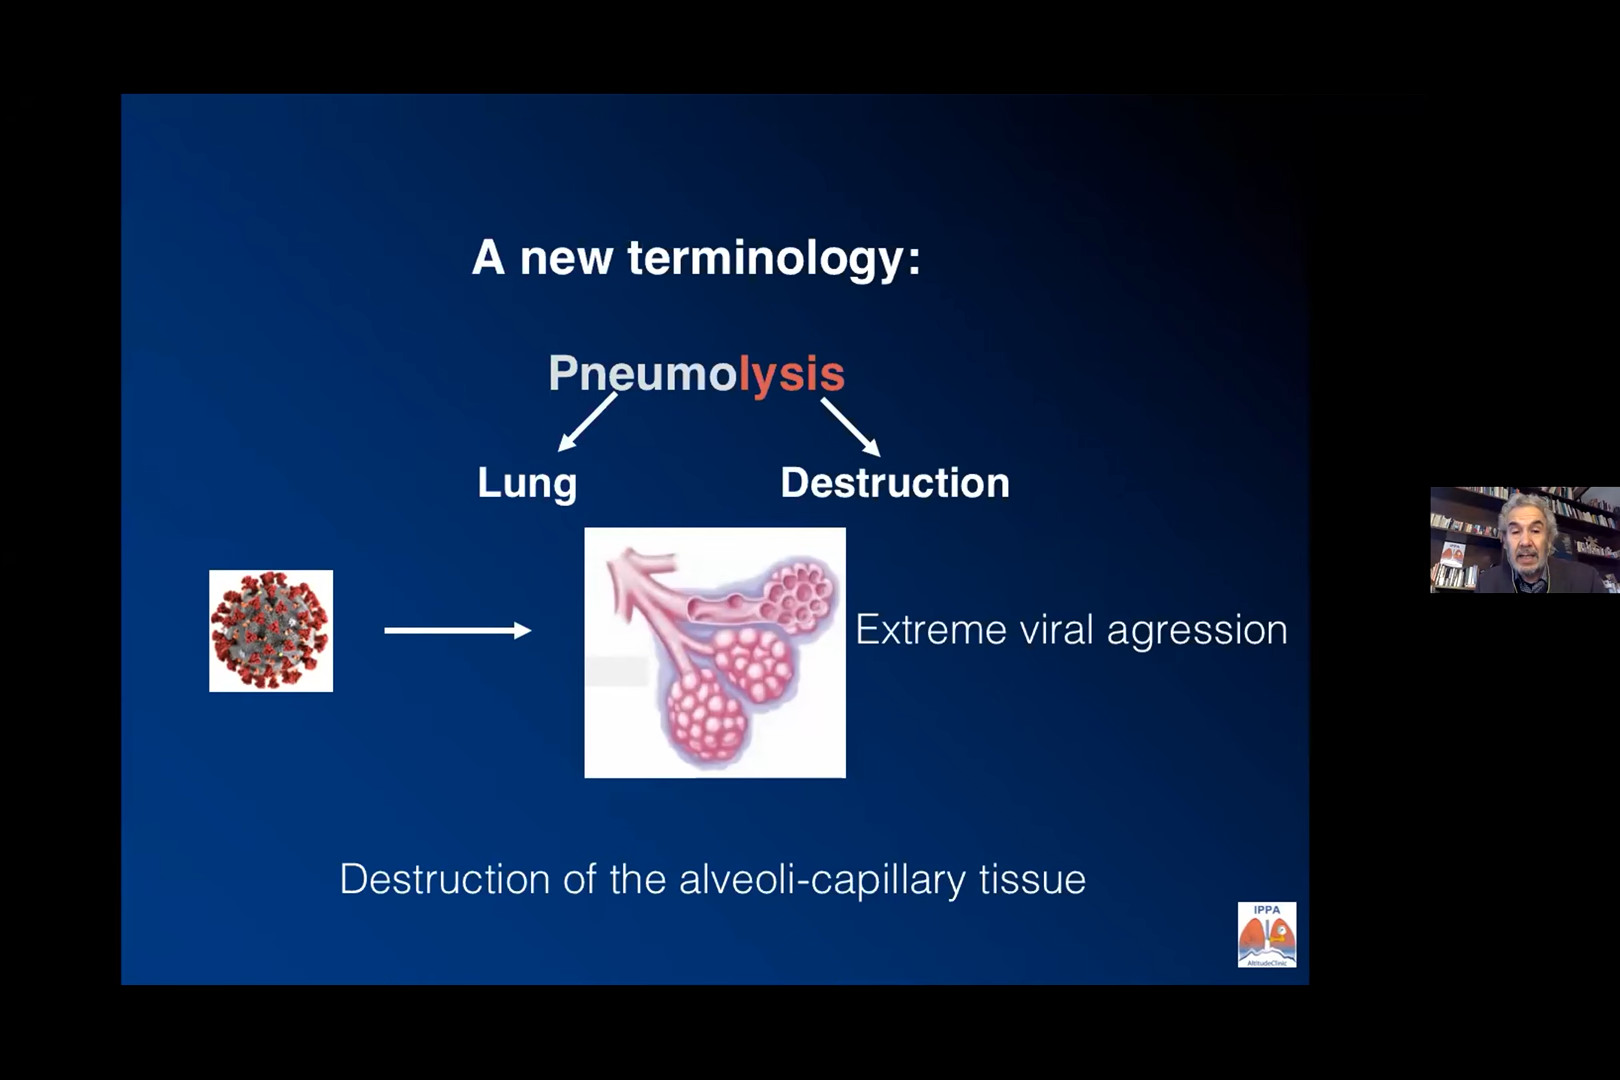 A new terminology:
Pneumolysis
Lung
Destruction
Extreme viral agression
Destruction of the alveoli-capillary tissue
IPPA
AltitudeClinic